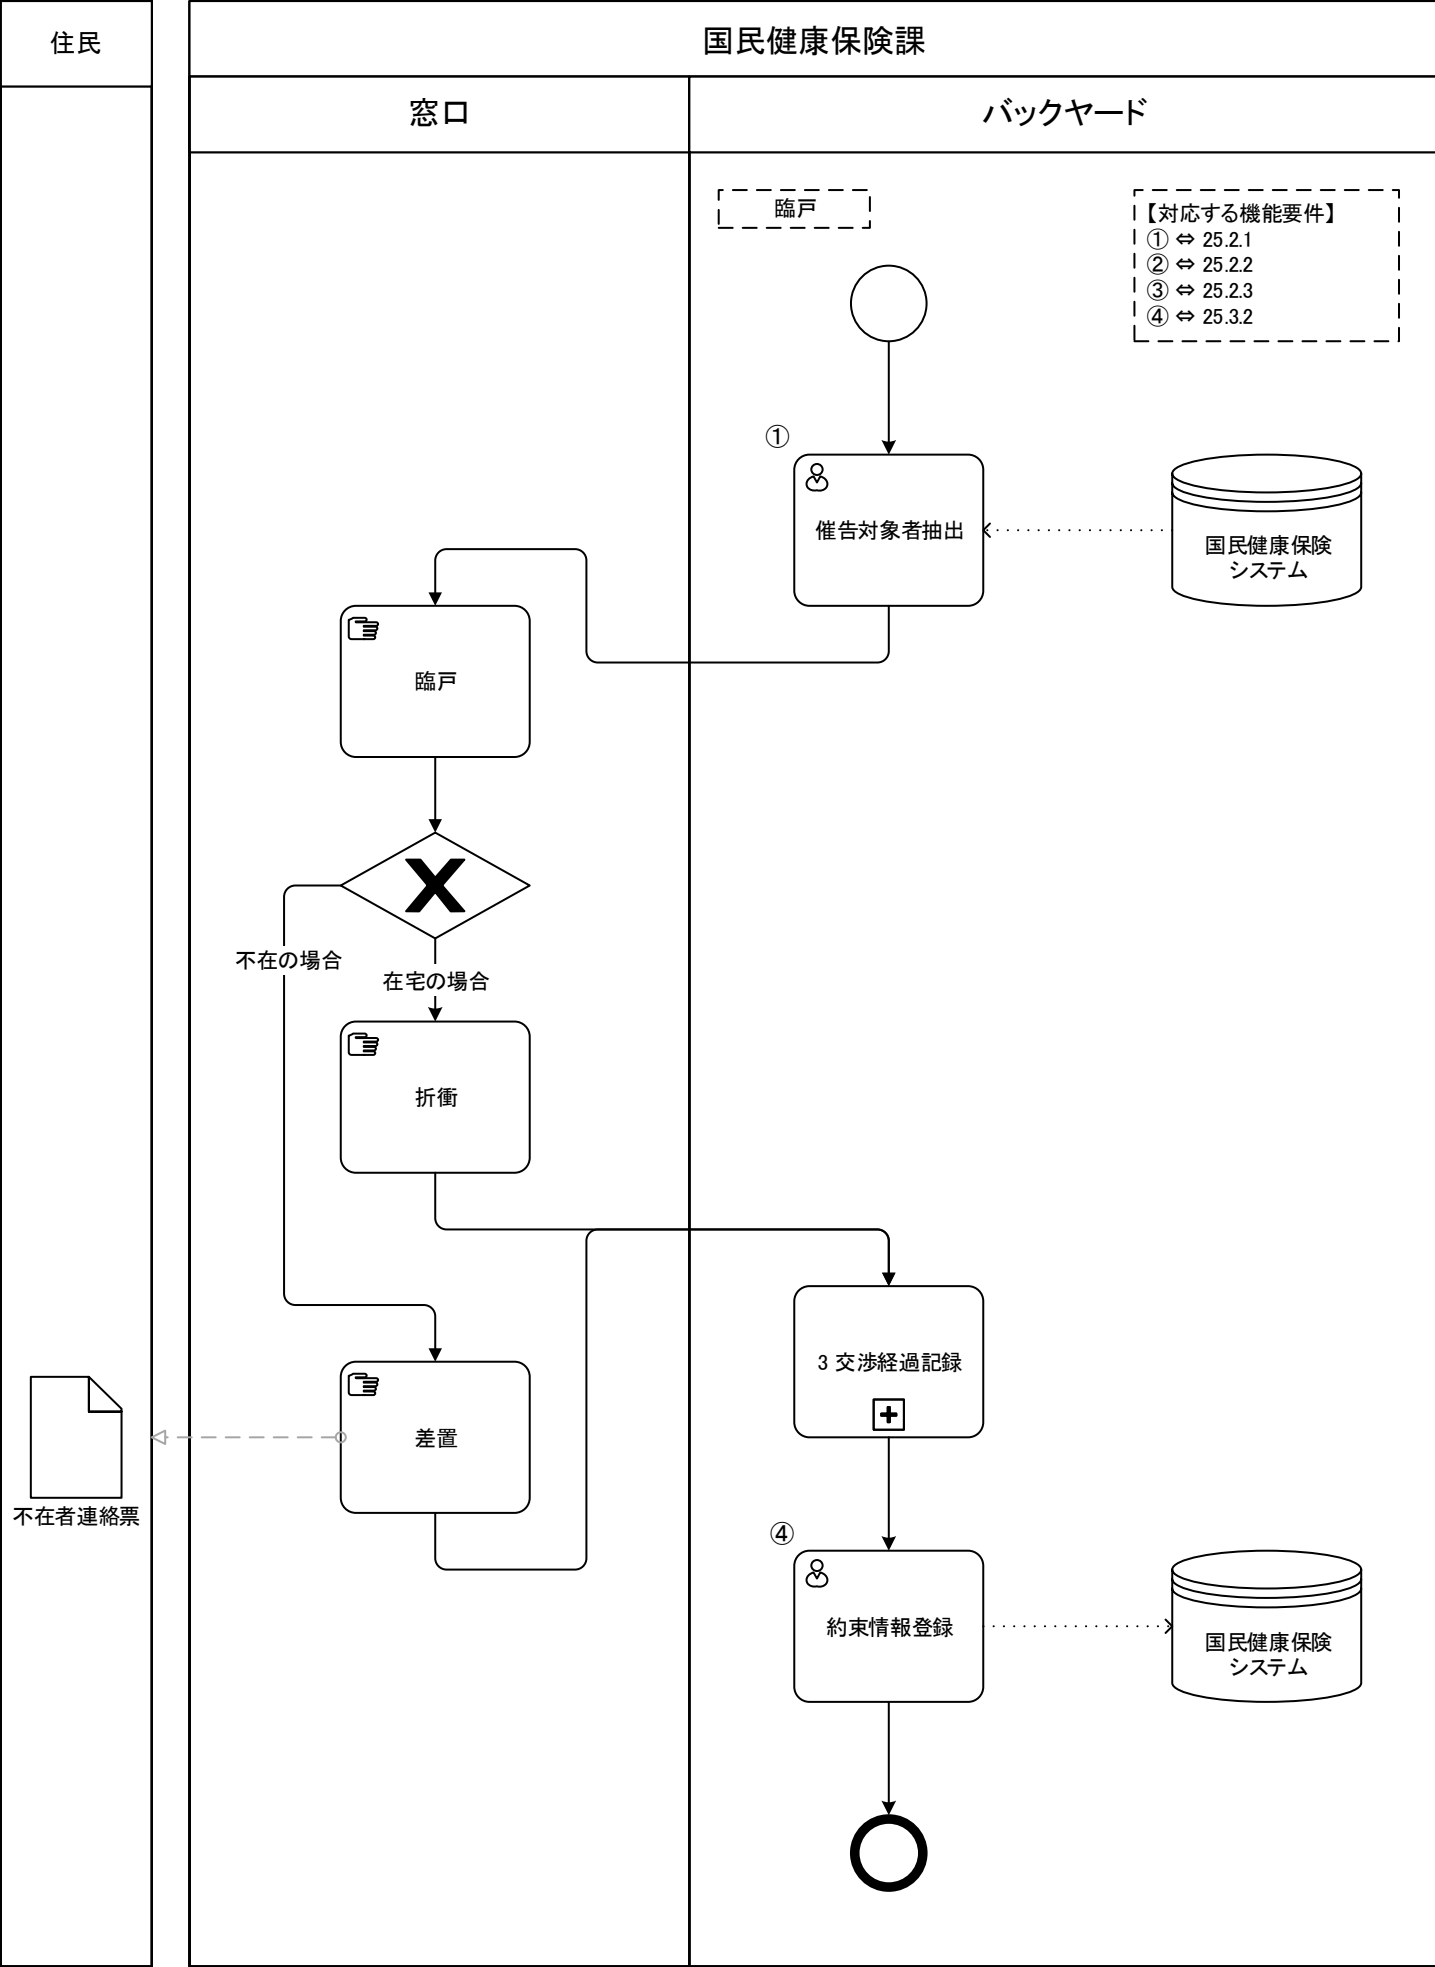 住民
国民健康保険課
窓口
バックヤード
臨戸
【対応する機能要件】
① ⇔ 25.2.1
② ⇔ 25.2.2
③ ⇔ 25.2.3
④ ⇔ 25.3.2
①
催告対象者抽出
国民健康保険
システム
臨戸
不在の場合
在宅の場合
折衝
3 交渉経過記録
差置
不在者連絡票
④
約束情報登録
国民健康保険
システム